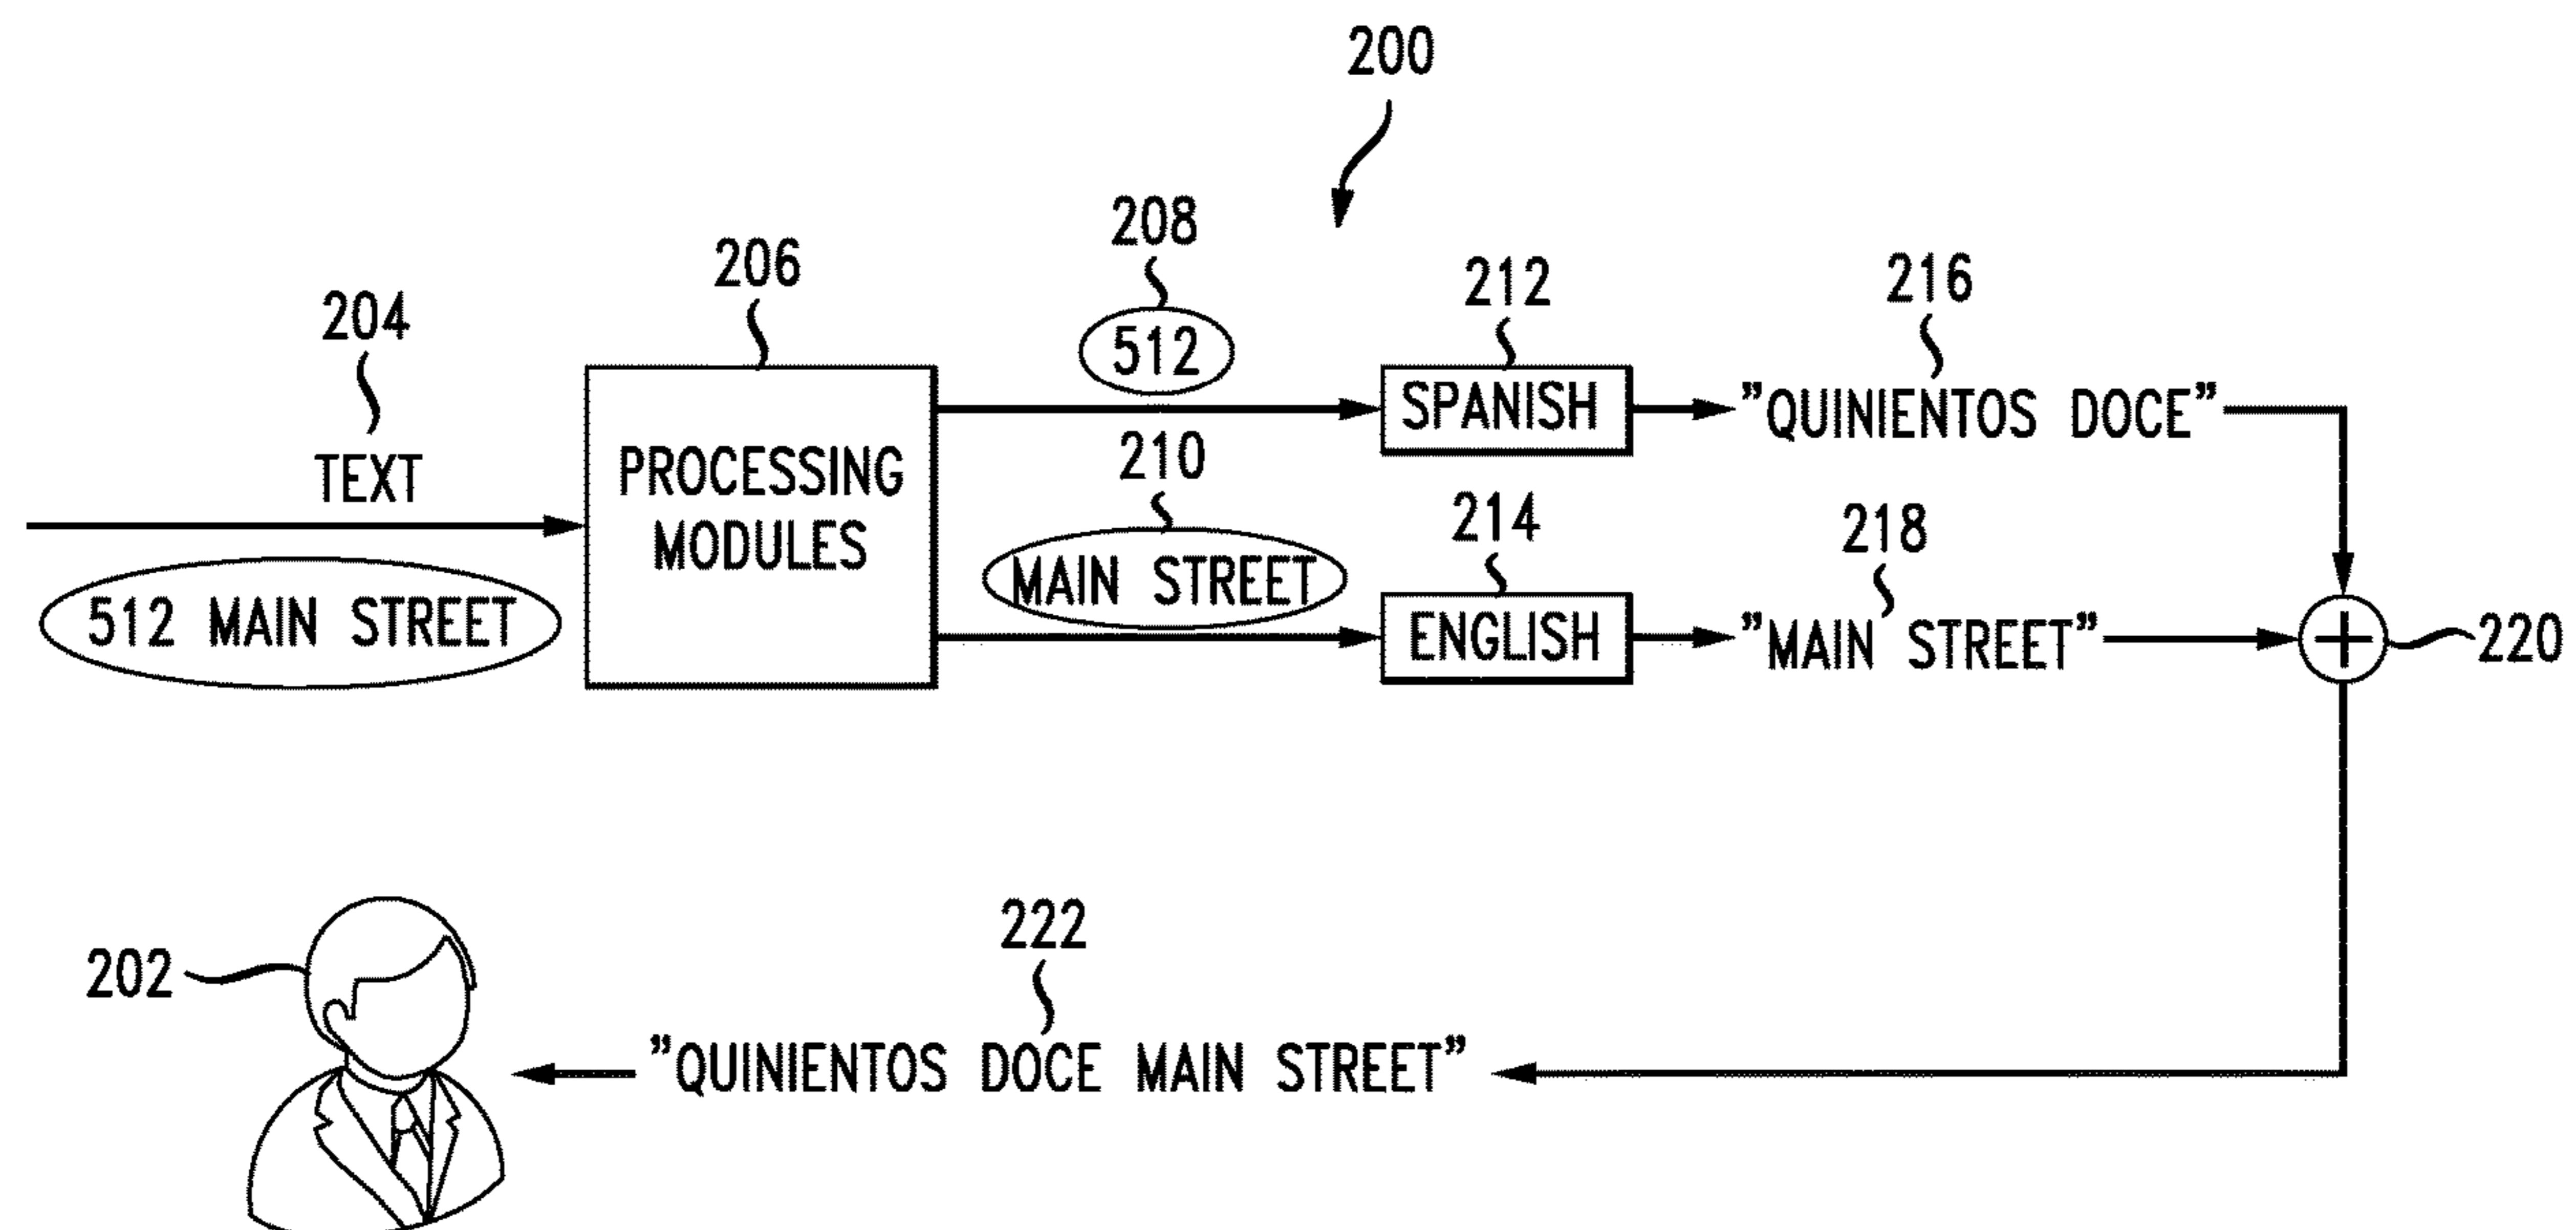 200
208
206
212
216
204
512
SPANISH
”QUINIENTOS DOCE”
210
PROCESSING
MODULES
TEXT
214
218
MAIN STREET
512 MAIN STREET
ENGLISH
”MAIN STREET”
220
222
202
”QUINIENTOS DOCE MAIN STREET”